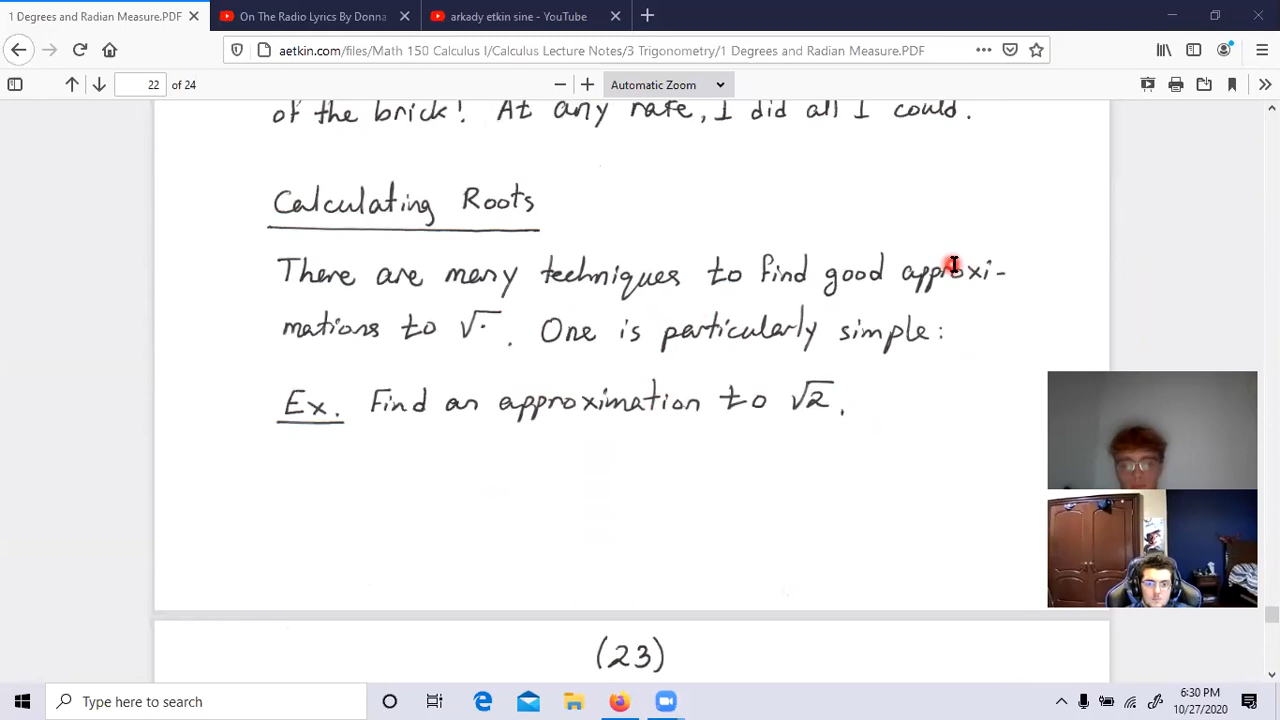 1 Degrees and Radian Measure.PDF
On The Radio Lyrics By Donna
arkady etkin sine - YouTube
aetkin.com/files/Math 150 Calculus I/Calculus Lecture Notes/3 Trigonometry/1 Degrees and Radian Measure.PDF
22 of 24
Automatic Zoom
of the brick! At any rate, I did all I could.
Calculating Roots
There are many techniques to find good approxi-
mations to √· . One is particularly simple:
Ex. Find an approximation to √2.
(23)
Type here to search
6:30 PM
10/27/2020